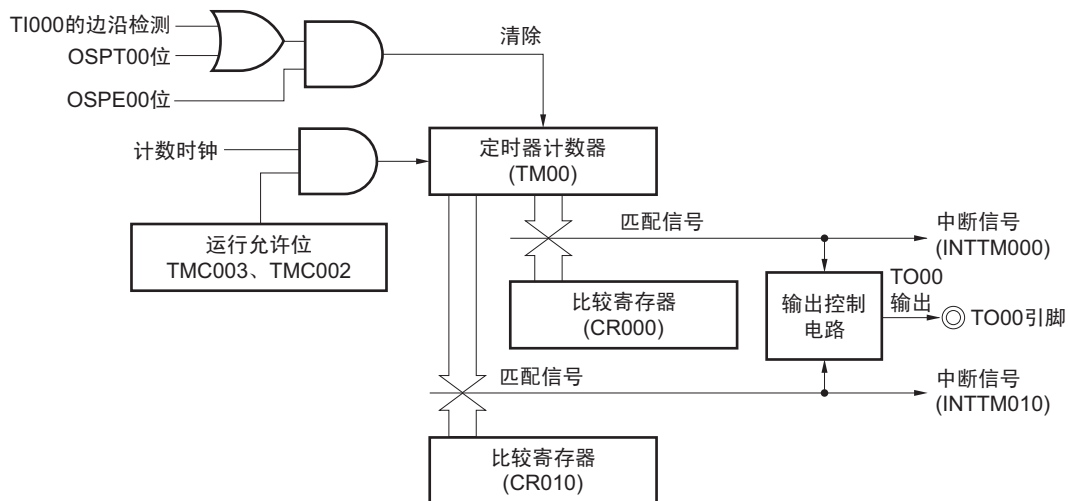 TI000的边沿检测
OSPT00位
OSPE00位
清除
计数时钟
定时器计数器
(TM00)
运行允许位
TMC003、TMC002
匹配信号
中断信号
(INTTM000)
比较寄存器
(CR000)
输出控制
电路
TO00
输出
TO00引脚
匹配信号
中断信号
(INTTM010)
比较寄存器
(CR010)